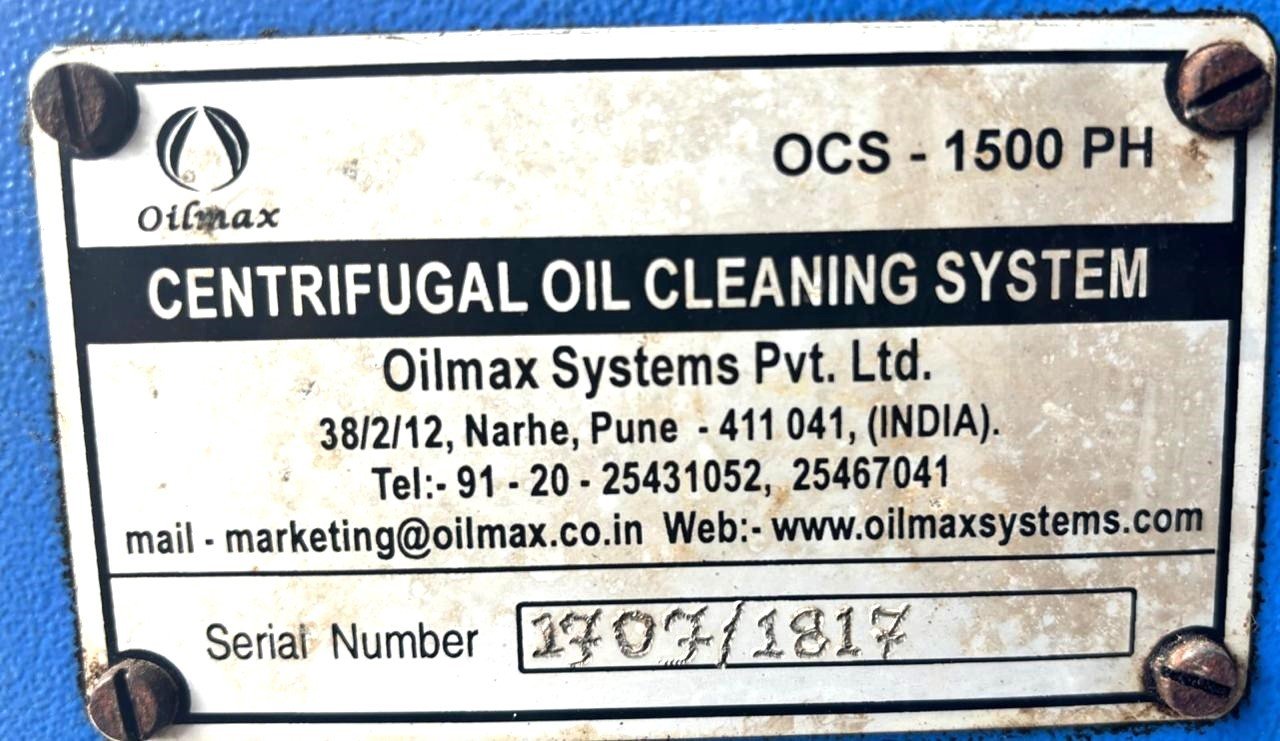 Oilmax
OCS - 1500 PH
CENTRIFUGAL OIL CLEANING SYSTEM
Oilmax Systems Pvt. Ltd.
38/2/12, Narhe, Pune - 411 041, (INDIA).
Tel:- 91 - 20 - 25431052, 25467041
mail - marketing@oilmax.co.in Web:- www.oilmaxsystems.com
Serial Number 1707/1817